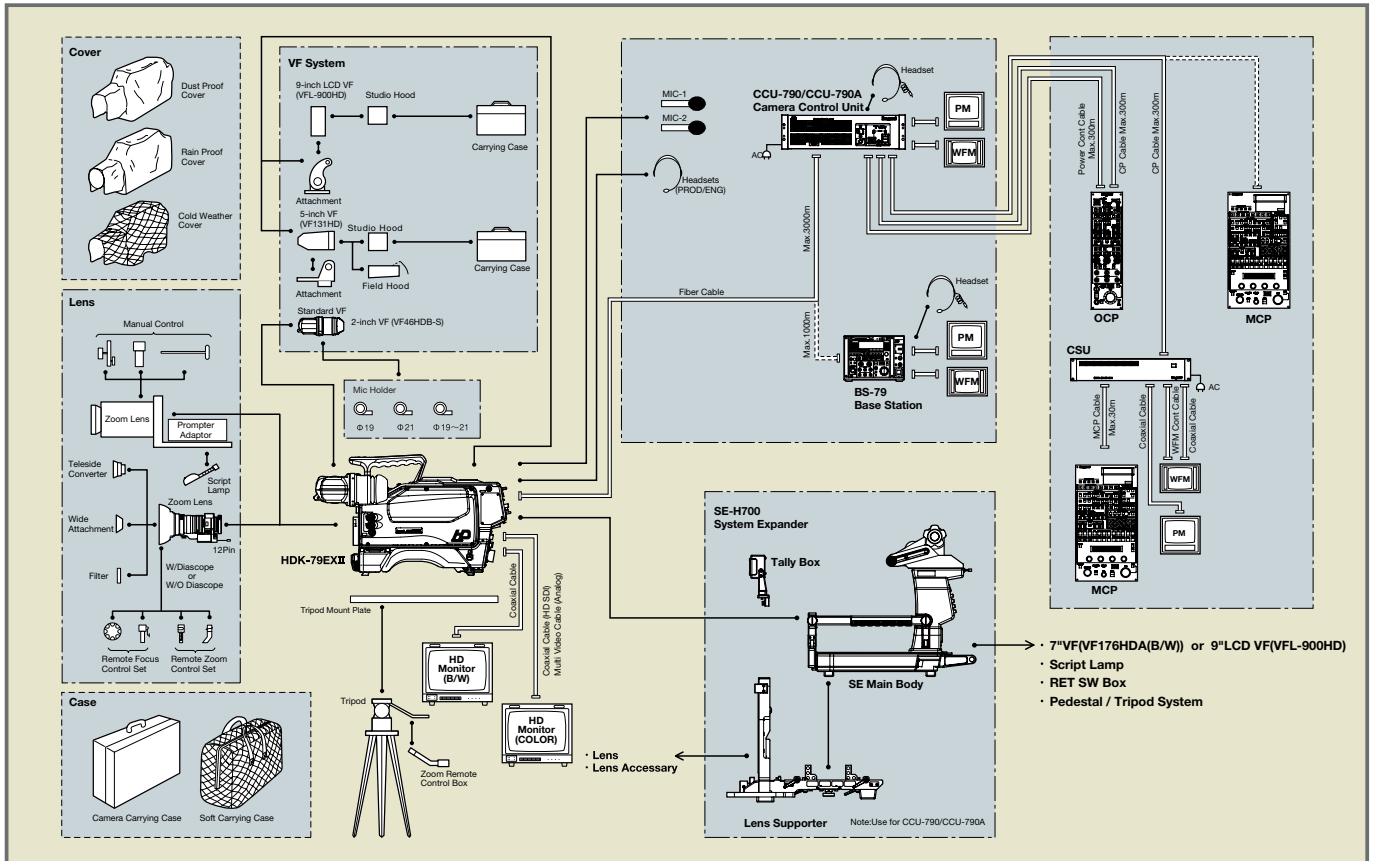 Cover
Dust Proof
Cover
Rain Proof
Cover
Cold Weather
Cover
Lens
Manual Control
Zoom Lens
Prompter
Adaptor
Teleside
Converter
Script
Lamp
Zoom Lens
Wide
Attachment
12Pin
Filter
W/Diascope
or
W/O Diascope
Remote Focus
Control Set
Remote Zoom
Control Set
Case
Camera Carrying Case
Soft Carrying Case
VF System
9-inch LCD VF
(VFL-900HD)
Studio Hood
Carrying Case
Attachment
5-inch VF
(VF131HD)
Studio Hood
Carrying Case
Attachment
Field Hood
Standard VF
2-inch VF (VF46HDB-S)
Mic Holder
Φ19
Φ21
Φ19～21
HDK-79EXⅡ
Tripod Mount Plate
Tripod
Zoom Remote
Control Box
Coaxial Cable
HD
Monitor
(B/W)
Coaxial Cable (HD SDI)
Multi Video Cable (Analog)
HD
Monitor
(COLOR)
MIC-1
MIC-2
Headsets
(PROD/ENG)
CCU-790/CCU-790A
Camera Control Unit
Headset
AC
PM
WFM
Max.3000m
Fiber Cable
Max.1000m
Headset
BS-79
Base Station
PM
WFM
Power Cont Cable
Max.300m
CP Cable Max.300m
CP Cable Max.300m
OCP
MCP
CSU
AC
MCP Cable
Max.30m
Coaxial Cable
WFM Cont Cable
Coaxial Cable
WFM
PM
MCP
SE-H700
System Expander
Tally Box
SE Main Body
Lens Supporter
Note:Use for CCU-790/CCU-790A
· Lens
· Lens Accessary
· 7"VF(VF176HDA(B/W)) or 9"LCD VF(VFL-900HD)
· Script Lamp
· RET SW Box
· Pedestal / Tripod System